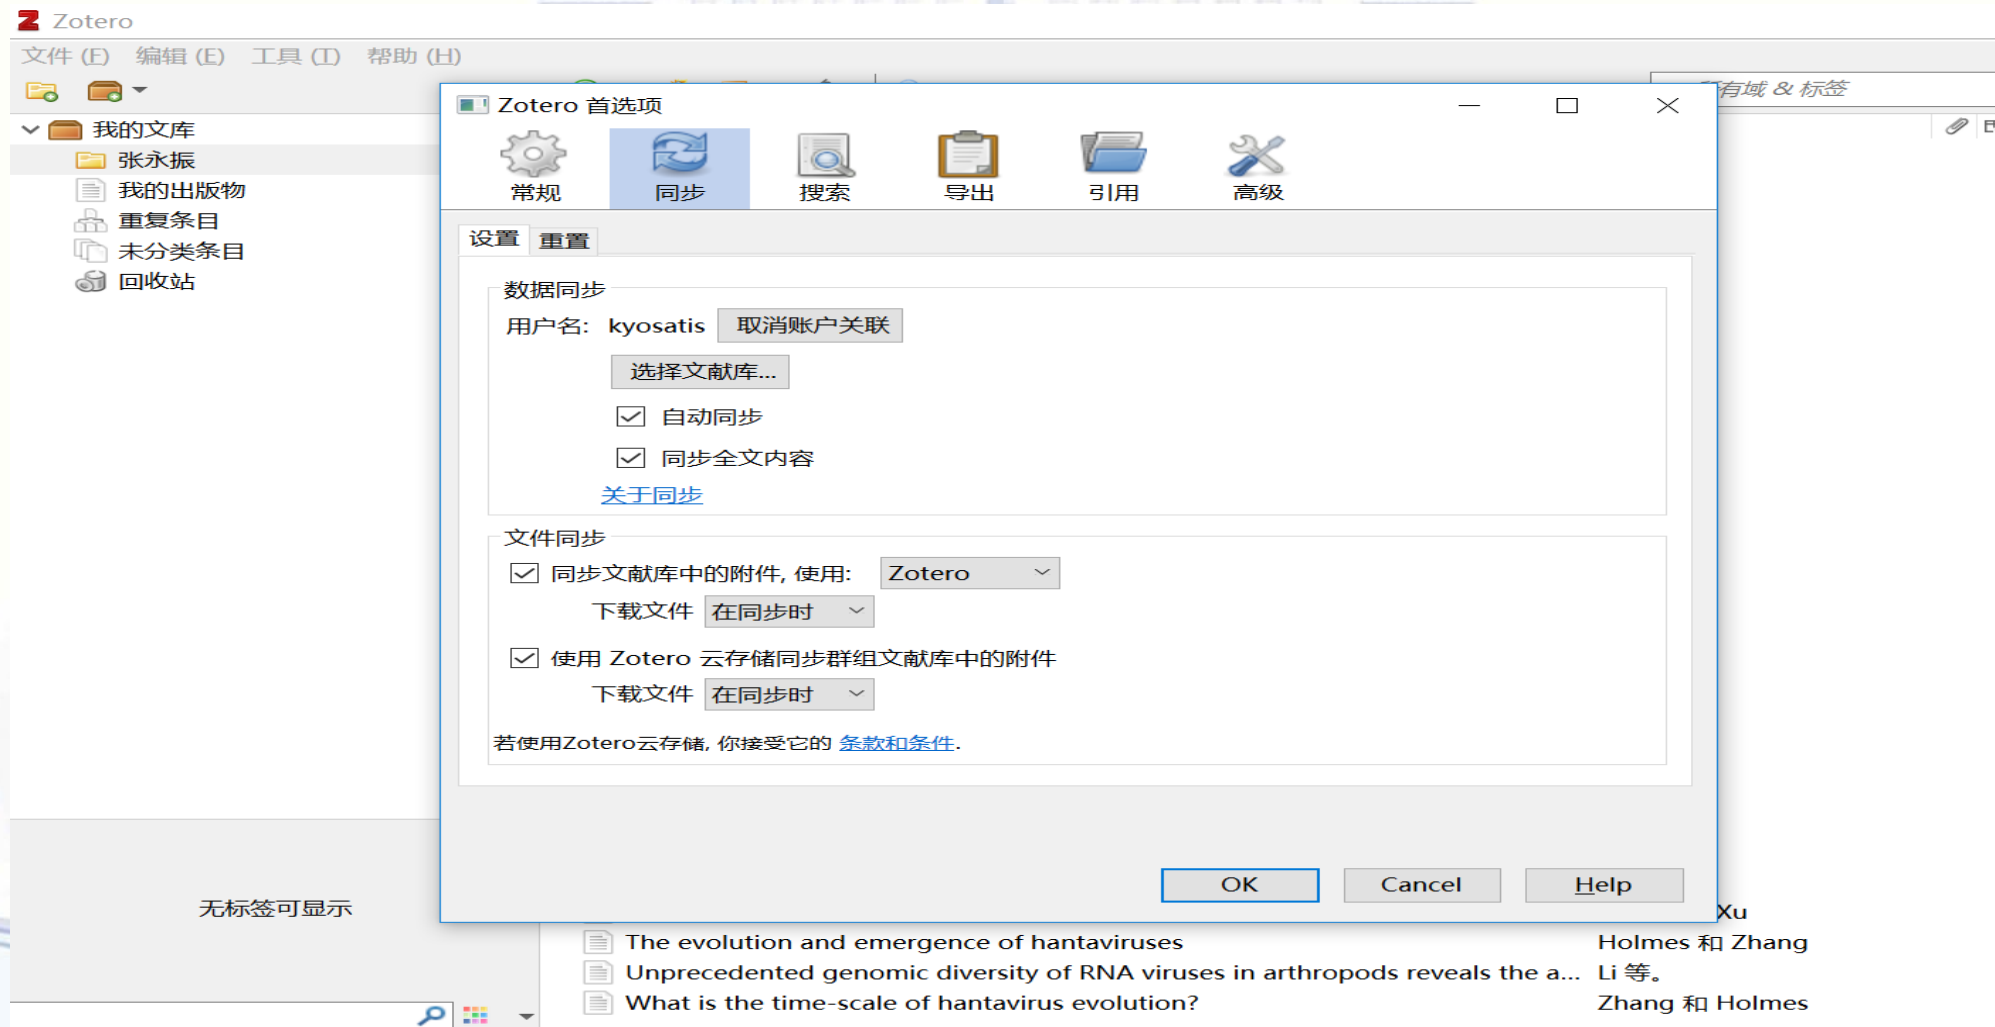 Zotero
文件 (F) 编辑 (E) 工具 (T) 帮助 (H)
有域 & 标签
我的文库
张永振
我的出版物
重复条目
未分类条目
回收站
无标签可显示
Zotero 首选项
常规 同步 搜索 导出 引用 高级
设置 重置
数据同步
用户名: kyosatis 取消账户关联
选择文献库...
自动同步
同步全文内容
关于同步
文件同步
同步文献库中的附件, 使用: Zotero
下载文件 在同步时
使用 Zotero 云存储同步群组文献库中的附件
下载文件 在同步时
若使用Zotero云存储, 你接受它的 条款和条件.
OK Cancel Help
Xu
The evolution and emergence of hantaviruses Holmes 和 Zhang
Unprecedented genomic diversity of RNA viruses in arthropods reveals the a... Li 等。
What is the time-scale of hantavirus evolution? Zhang 和 Holmes